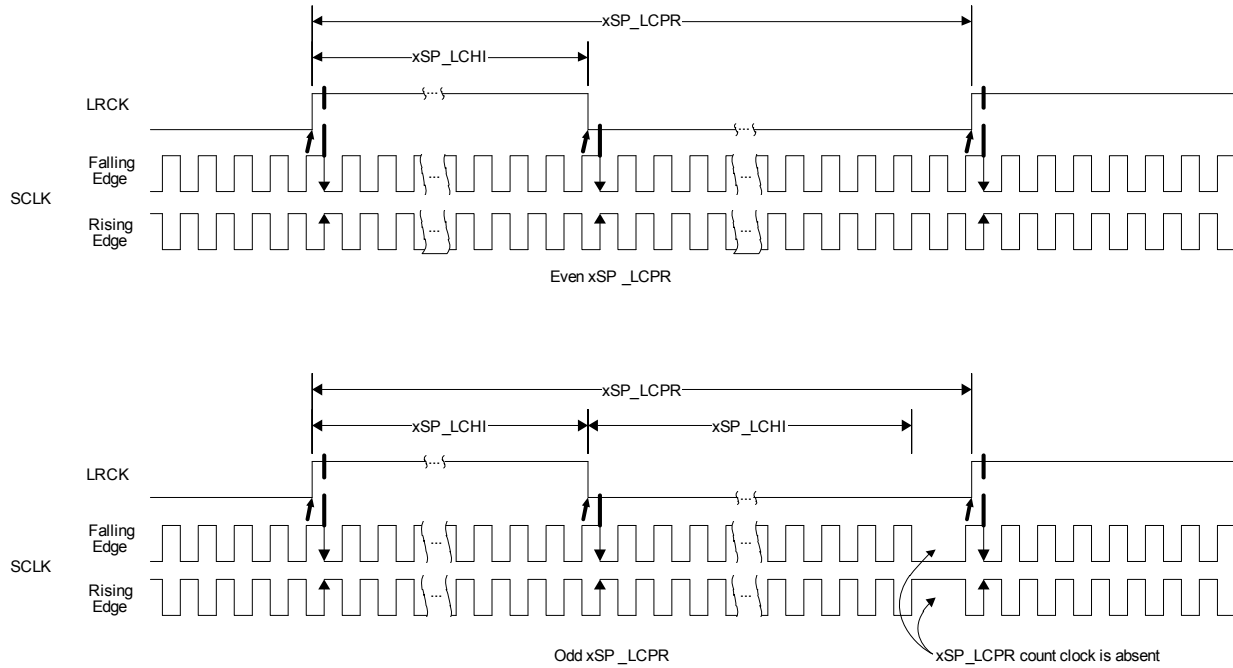 xSP_LCPR
xSP_LCHI
LRCK
...
...
Falling
Edge
SCLK
...
...
Rising
Edge
...
...
Even xSP _LCPR
xSP_LCPR
xSP_LCHI
xSP_LCHI
LRCK
...
...
Falling
Edge
SCLK
...
...
Rising
Edge
...
...
Odd xSP _LCPR
xSP_LCPR count clock is absent